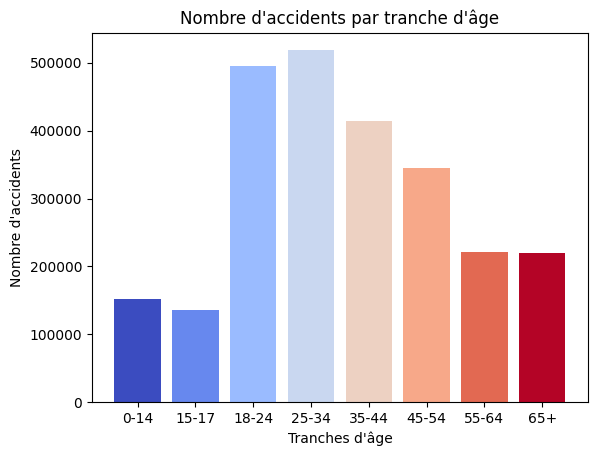 Nombre d'accidents par tranche d'âge
Nombre d'accidents
500000
400000
300000
200000
100000
0
0-14 15-17 18-24 25-34 35-44 45-54 55-64 65+
Tranches d'âge